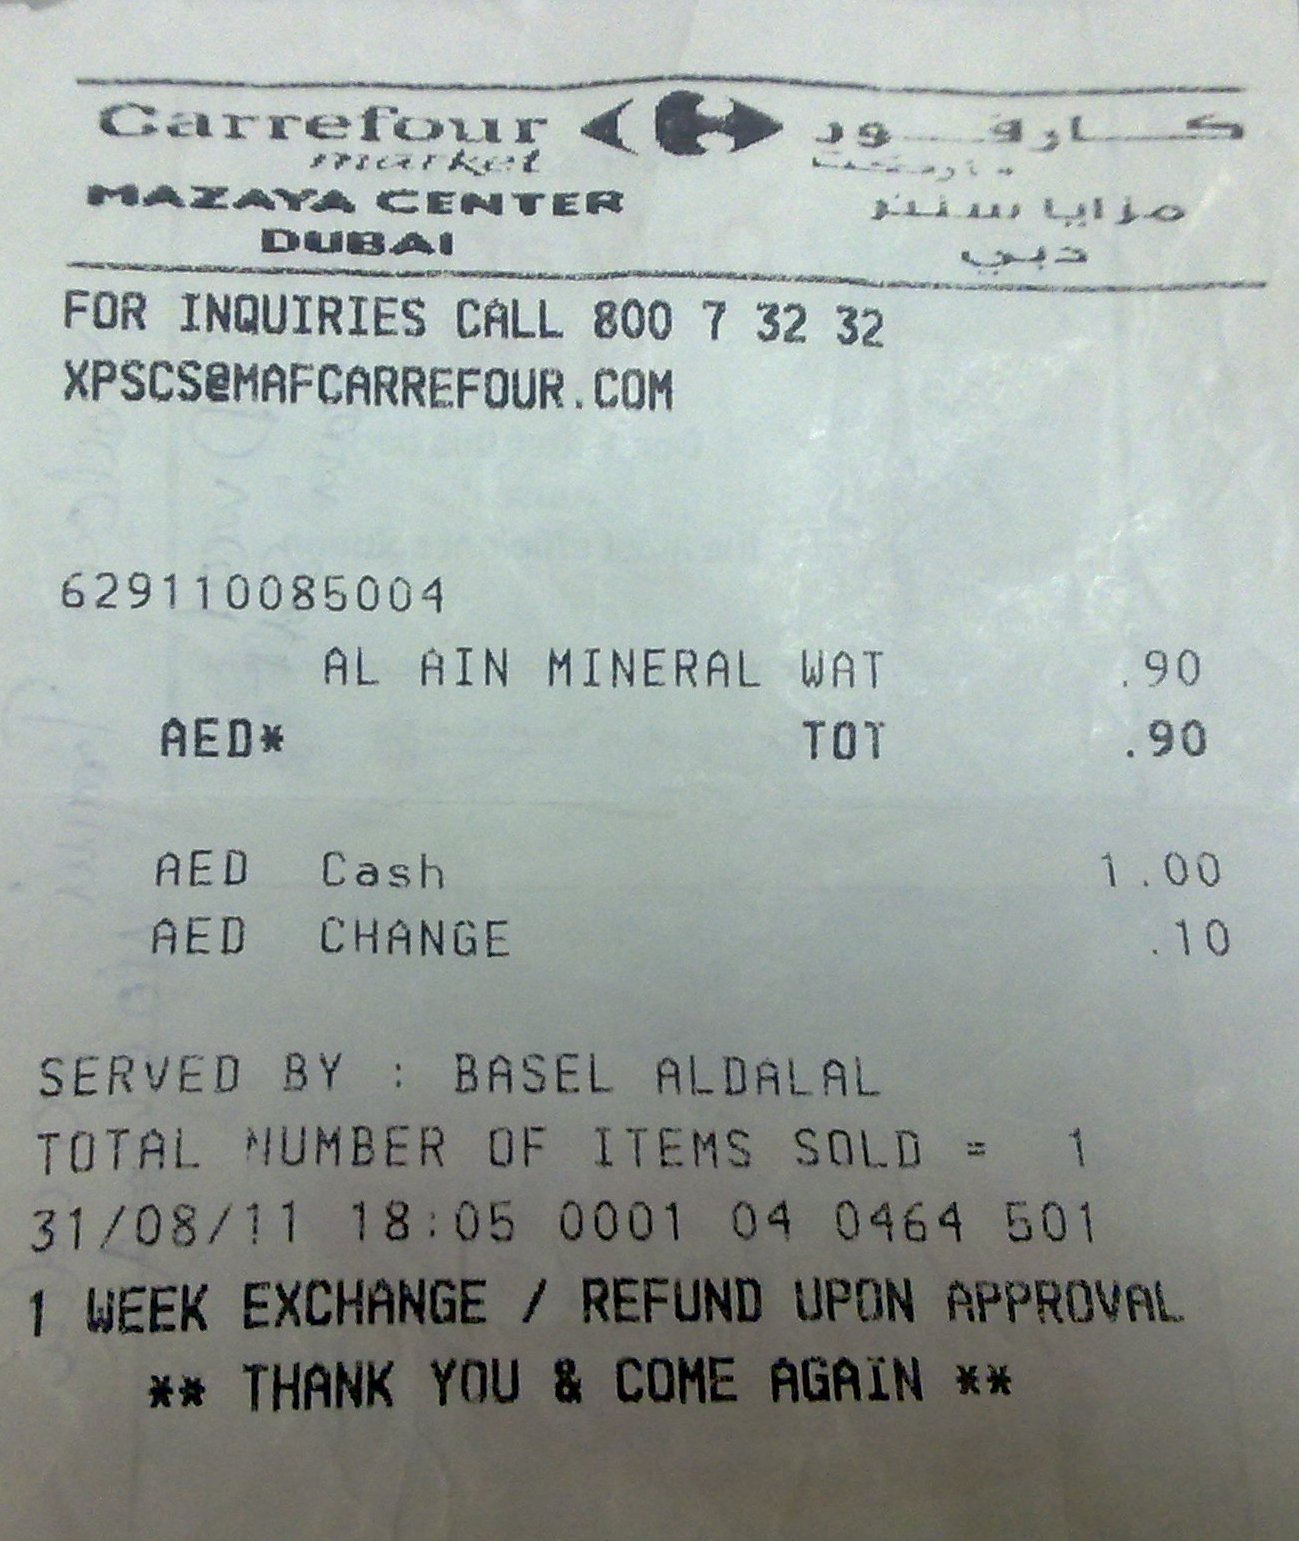 Carrefour كارفور
market ماركت
MAZAYA CENTER مزايا سنتر
DUBAI دبي
FOR INQUIRIES CALL 800 7 32 32
XPSCS@MAFCARREFOUR.COM
629110085004
AL AIN MINERAL WAT .90
AED* TOT .90
AED Cash 1.00
AED CHANGE .10
SERVED BY : BASEL ALDALAL
TOTAL NUMBER OF ITEMS SOLD = 1
31/08/11 18:05 0001 04 0464 501
1 WEEK EXCHANGE / REFUND UPON APPROVAL
** THANK YOU & COME AGAIN **